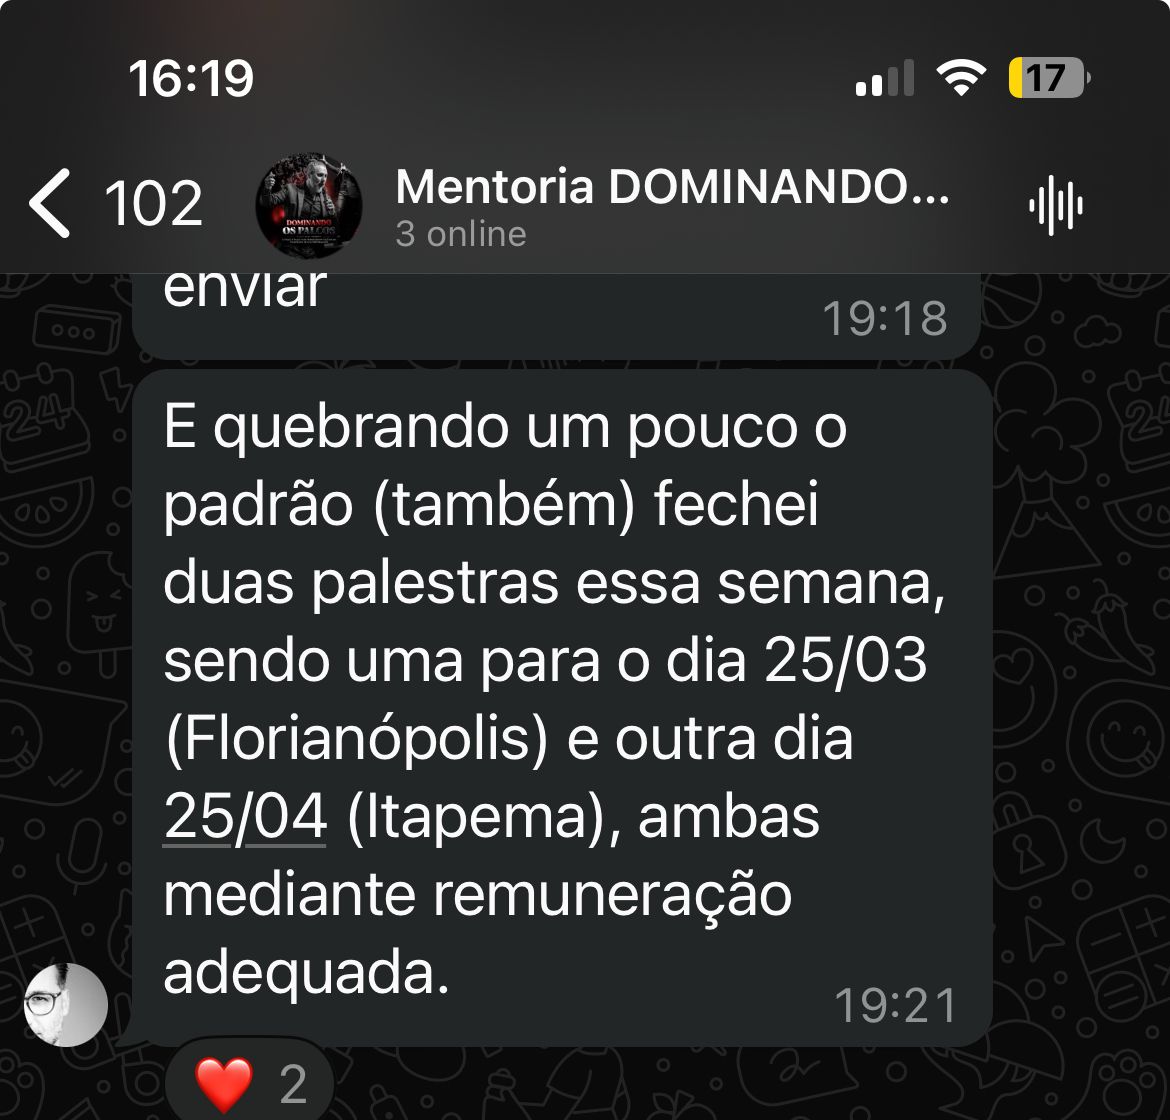 16:19
17
102
Mentoria DOMINANDO...
3 online
DOMINANDO
OS PALCOS
enviar
19:18
E quebrando um pouco o
padrão (também) fechei
duas palestras essa semana,
sendo uma para o dia 25/03
(Florianópolis) e outra dia
25/04 (Itapema), ambas
mediante remuneração
adequada.
19:21
2